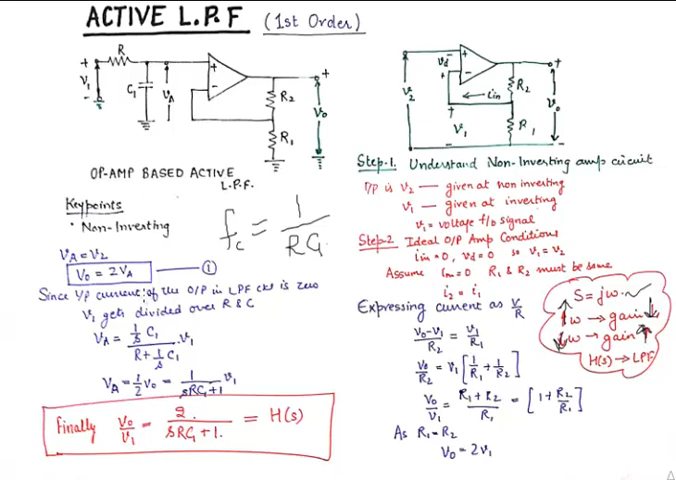 ACTIVE L.P.F (1st Order)
R
+
V1
-
C1
VA
+
-
R2
R1
+
Vo
OP-AMP BASED ACTIVE
L.P.F.
Keypoints
• Non-Inverting
VA = V2
Vo = 2VA — ①
Since I/P current of the O/P in LPF ckt is zero
V1 gets divided over R & C
VA = (1/s C1)/(R + 1/s C1) . V1
VA = 1/2 Vo = 1/(sRC1+1) V1
Finally Vo/V1 = 2/(sRC1+1) = H(s)
fc = 1/RC1
+
-
Vd
+
V2
iin
+
V1
-
R2
R1
+
Vo
-
Step-1. Understand Non-Inverting amp circuit
I/P is V2 — given at non inverting
V1 — given at inverting
V1 = voltage f/b signal
Step-2 Ideal O/P Amp Conditions
iin = 0, Vd = 0 so V1 = V2
Assume iin = 0 R1 & R2 must be same
i2 = i1
Expressing current as V/R
(Vo-V1)/R2 = V1/R1
Vo/R2 = V1 [1/R1 + 1/R2]
Vo/V1 = (R1+R2)/R1 = [1 + R2/R1]
As R1 = R2
Vo = 2V1
S = jw.
↑ w → gain ↓
↓ w → gain ↑
H(s) → LPF